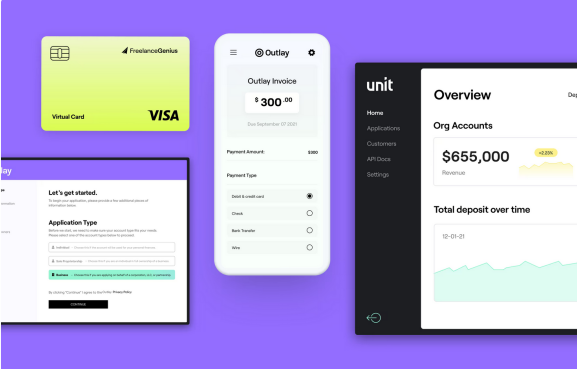 FreelanceGenius
Virtual Card
VISA
lay
Let's get started.
To begin your application, please provide a few additional pieces of
information below.
Application Type
Before we start, we need to make sure your account type fits your needs.
Please select one of the account types below to proceed.
Individual
Sole Proprietorship
Business
By clicking "Continue" I agree to the Outlay Privacy Policy
CONTINUE
Outlay
Outlay Invoice
$ 300 .00
Due September 07 2021
Payment Amount: $300
Payment Type
Debit & credit card
Check
Bank Transfer
Wire
unit
Home
Applications
Customers
API Docs
Settings
Overview
Dep
Org Accounts
$655,000
Revenue
+2.23%
Total deposit over time
12-01-21